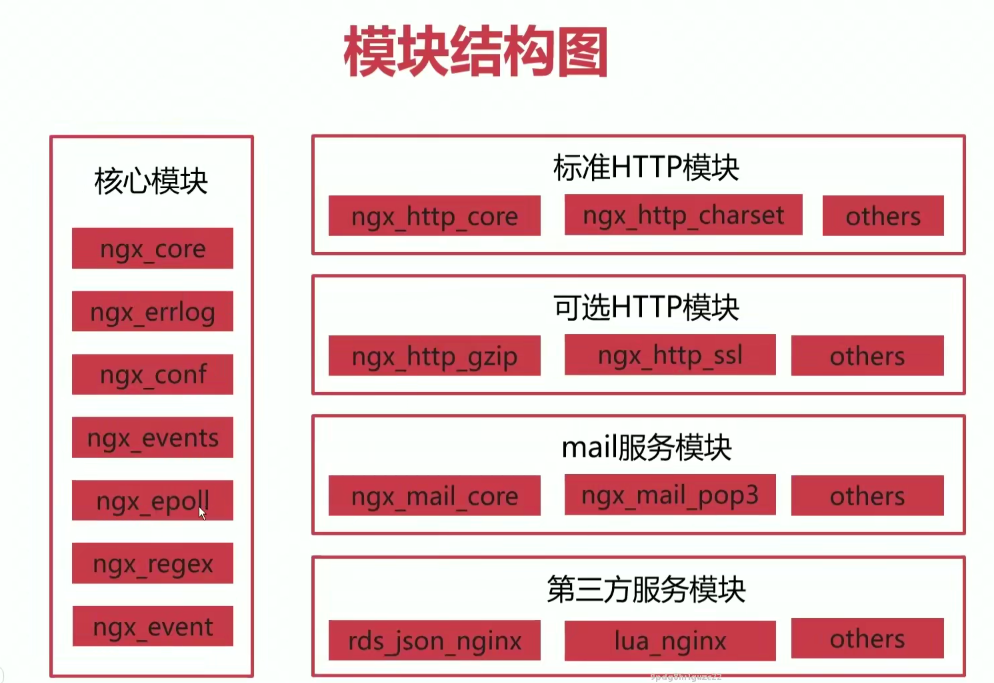 模块结构图
核心模块
ngx_core
ngx_errlog
ngx_conf
ngx_events
ngx_epoll
ngx_regex
ngx_event
标准HTTP模块
ngx_http_core ngx_http_charset others
可选HTTP模块
ngx_http_gzip ngx_http_ssl others
mail服务模块
ngx_mail_core ngx_mail_pop3 others
第三方服务模块
rds_json_nginx lua_nginx others